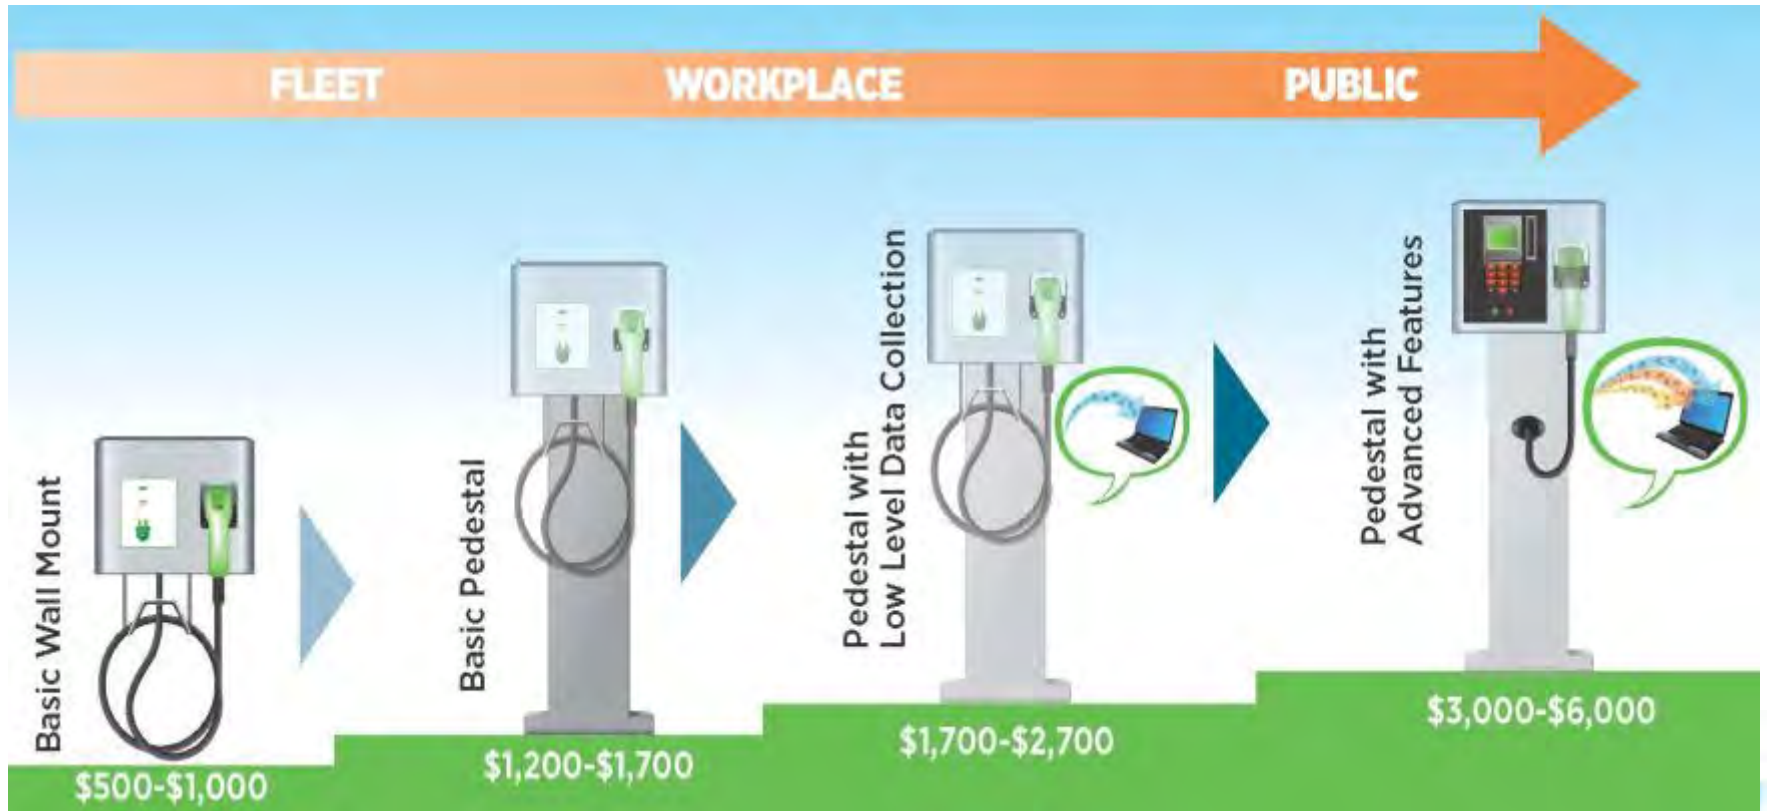 FLEET WORKPLACE PUBLIC
Basic Wall Mount
$500-$1,000
Basic Pedestal
$1,200-$1,700
Pedestal with
Low Level Data Collection
$1,700-$2,700
Pedestal with
Advanced Features
$3,000-$6,000